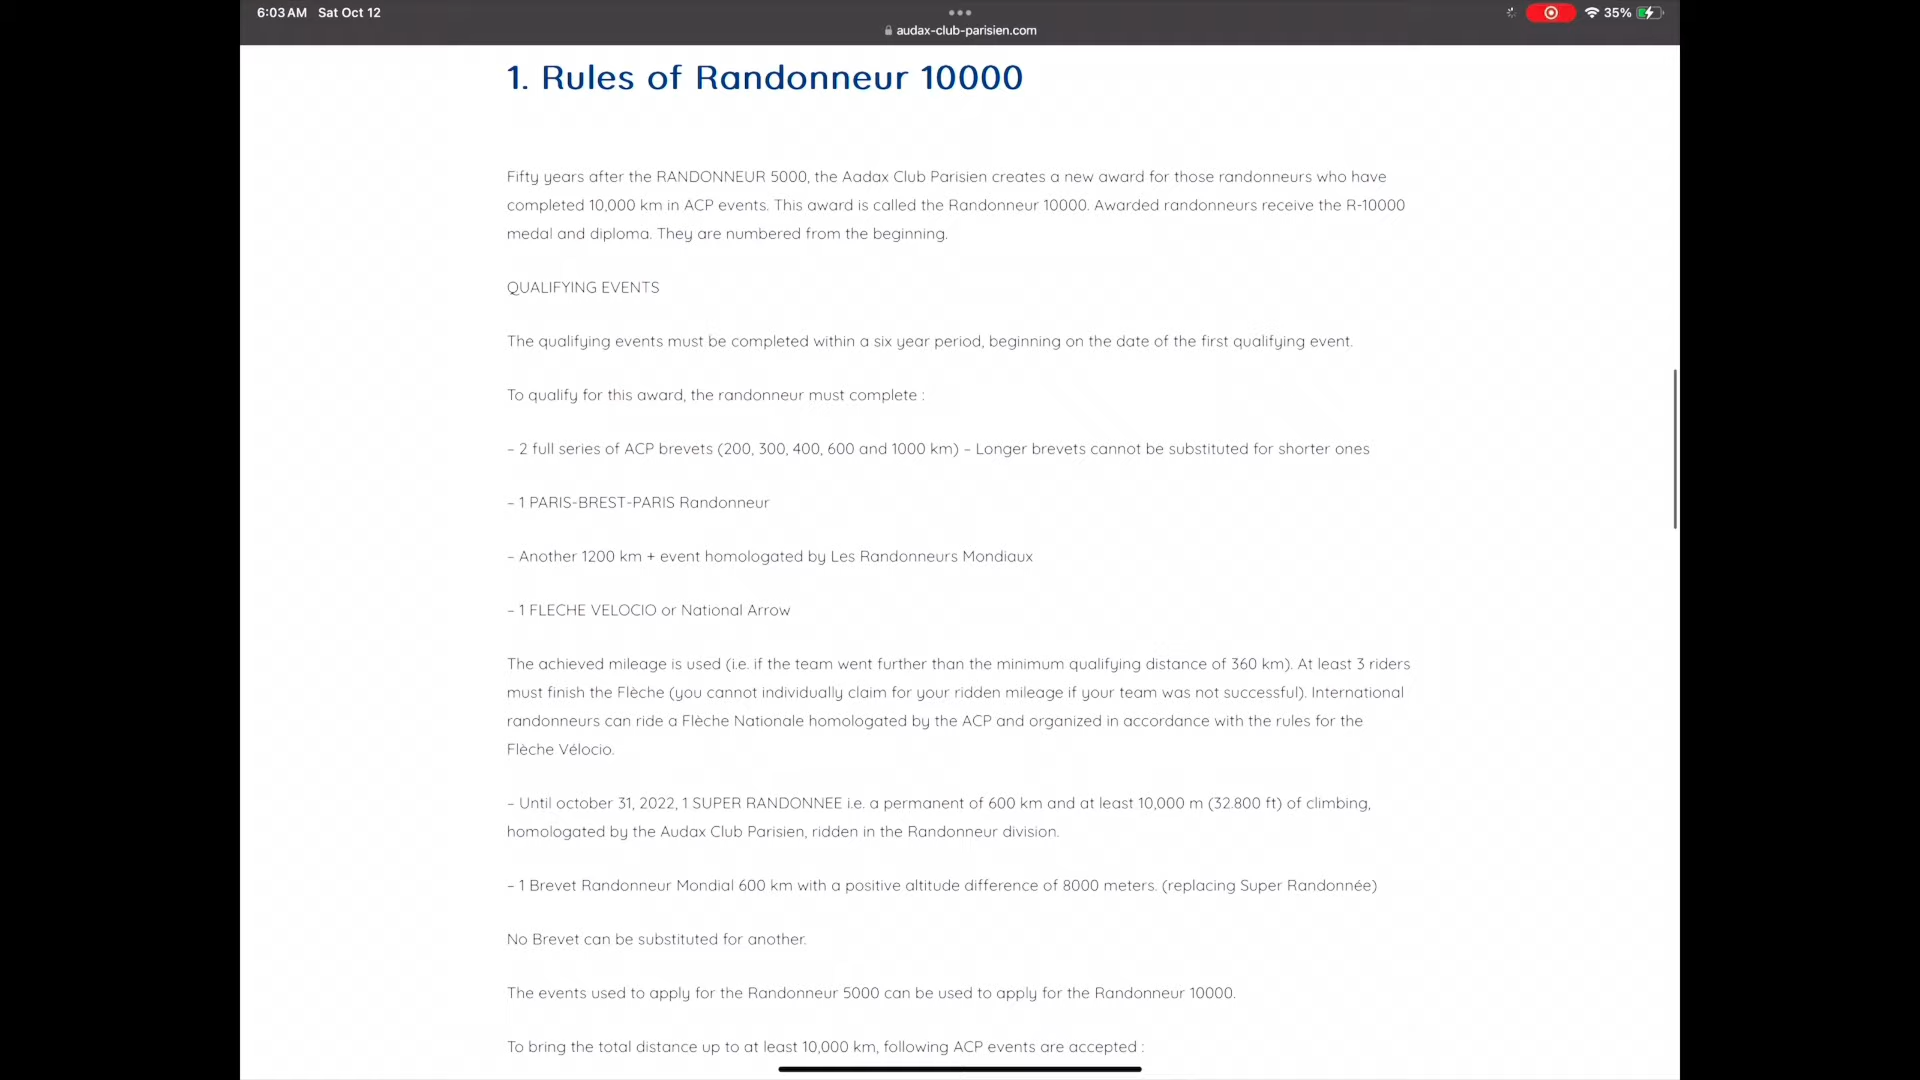 6:03 AM Sat Oct 12
35%
audax-club-parisien.com
1. Rules of Randonneur 10000
Fifty years after the RANDONNEUR 5000, the Aadax Club Parisien creates a new award for those randonneurs who have
completed 10,000 km in ACP events. This award is called the Randonneur 10000. Awarded randonneurs receive the R-10000
medal and diploma. They are numbered from the beginning.
QUALIFYING EVENTS
The qualifying events must be completed within a six year period, beginning on the date of the first qualifying event.
To qualify for this award, the randonneur must complete :
– 2 full series of ACP brevets (200, 300, 400, 600 and 1000 km) – Longer brevets cannot be substituted for shorter ones
– 1 PARIS-BREST-PARIS Randonneur
– Another 1200 km + event homologated by Les Randonneurs Mondiaux
– 1 FLECHE VELOCIO or National Arrow
The achieved mileage is used (i.e. if the team went further than the minimum qualifying distance of 360 km). At least 3 riders
must finish the Flèche (you cannot individually claim for your ridden mileage if your team was not successful). International
randonneurs can ride a Flèche Nationale homologated by the ACP and organized in accordance with the rules for the
Flèche Vélocio.
– Until october 31, 2022, 1 SUPER RANDONNEE i.e. a permanent of 600 km and at least 10,000 m (32.800 ft) of climbing,
homologated by the Audax Club Parisien, ridden in the Randonneur division.
– 1 Brevet Randonneur Mondial 600 km with a positive altitude difference of 8000 meters. (replacing Super Randonnée)
No Brevet can be substituted for another.
The events used to apply for the Randonneur 5000 can be used to apply for the Randonneur 10000.
To bring the total distance up to at least 10,000 km, following ACP events are accepted :